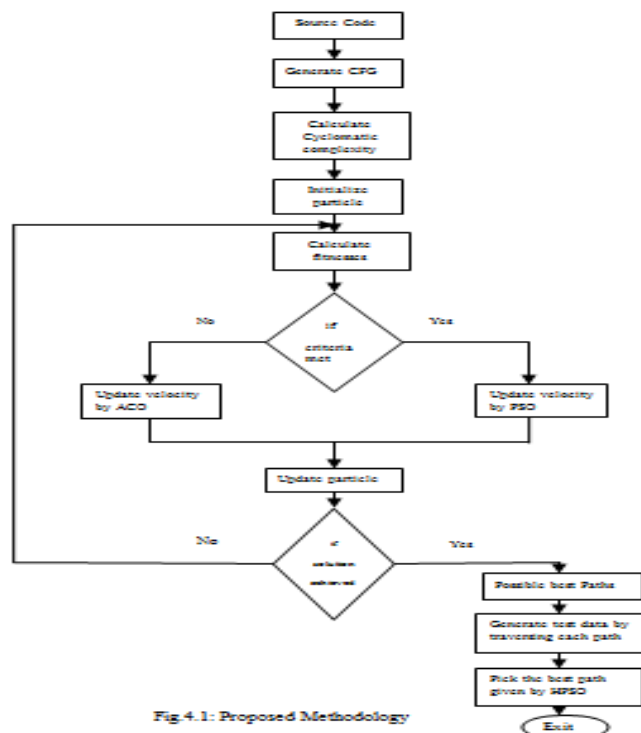 Source Code
Generate CFG
Calculate
Cyclomatic
complexity
Initialize
particle
Calculate
fitnesses
No
if
criteria
met
Yes
Update velocity
by ACO
Update velocity
by PSO
Update particle
No
if
solution
achieved
Yes
Possible best Paths
Generate test data by
traversing each path
Pick the best path
given by HPSO
Fig.4.1: Proposed Methodology
Exit